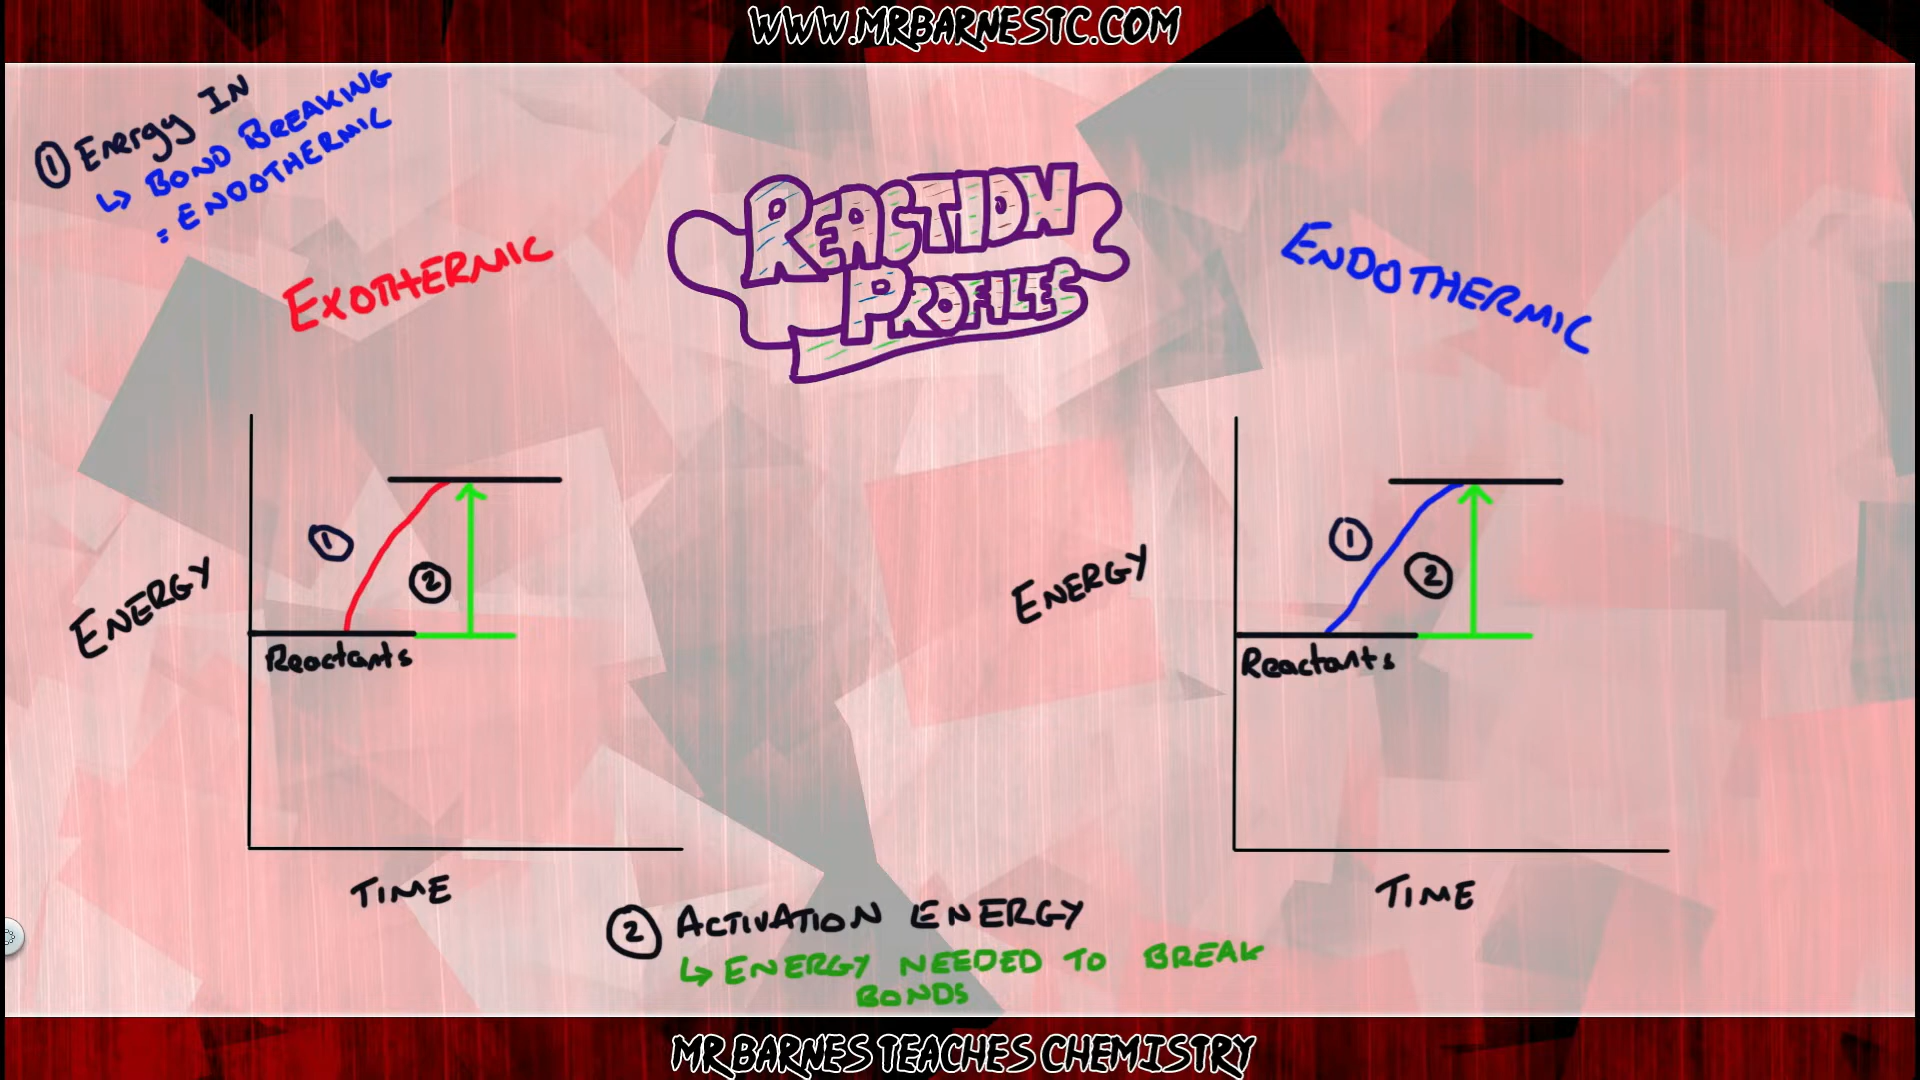 WWW.MRBARNESTC.COM
① Energy IN
↳ BOND BREAKING
= ENDOTHERMIC
REACTION
PROFILES
EXOTHERMIC
ENDOTHERMIC
ENERGY
①
②
Reactants
TIME
ENERGY
①
②
Reactants
TIME
② ACTIVATION ENERGY
↳ ENERGY NEEDED TO BREAK
BONDS
MR BARNES TEACHES CHEMISTRY